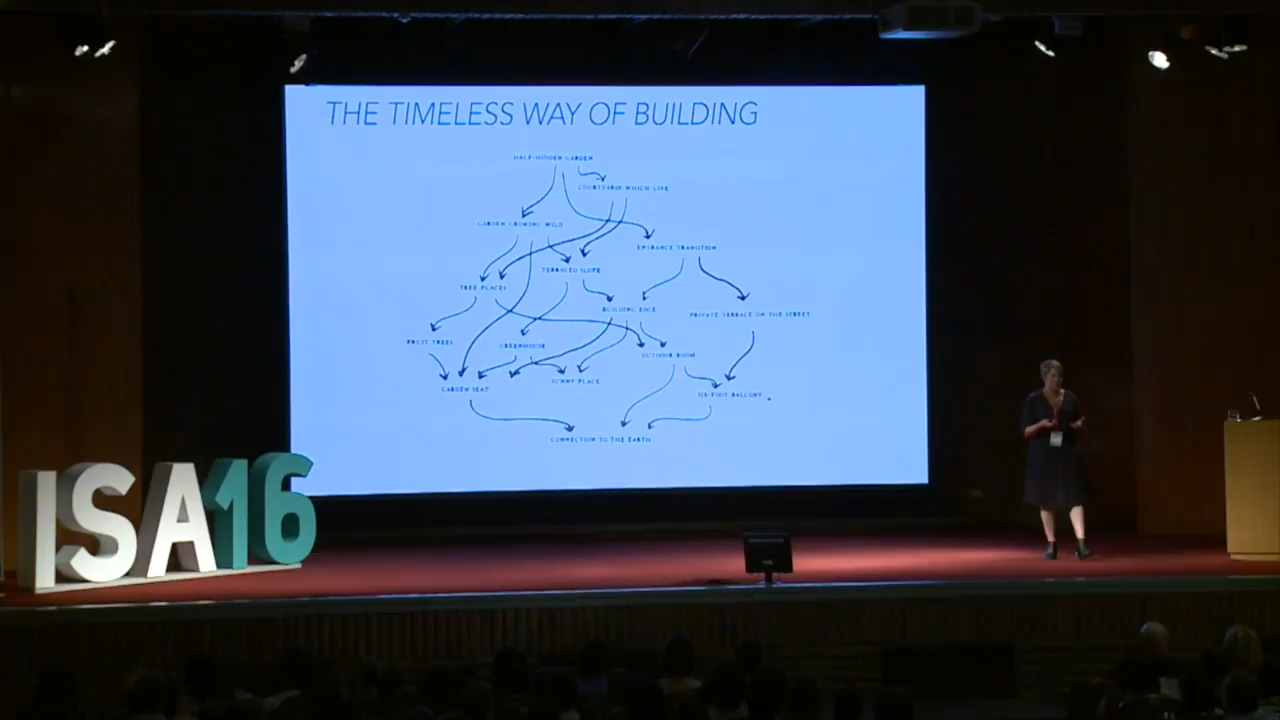 THE TIMELESS WAY OF BUILDING
HALF-HIDDEN GARDEN
COURTYARDS WHICH LIVE
GARDEN GROWING WILD
ENTRANCE TRANSITION
TERRACED SLOPE
TREE PLACES
BUILDING EDGE
PRIVATE TERRACE ON THE STREET
FRUIT TREES
GREENHOUSE
OUTDOOR ROOM
SUNNY PLACE
GARDEN SEAT
SIX-FOOT BALCONY
CONNECTION TO THE EARTH
ISA16